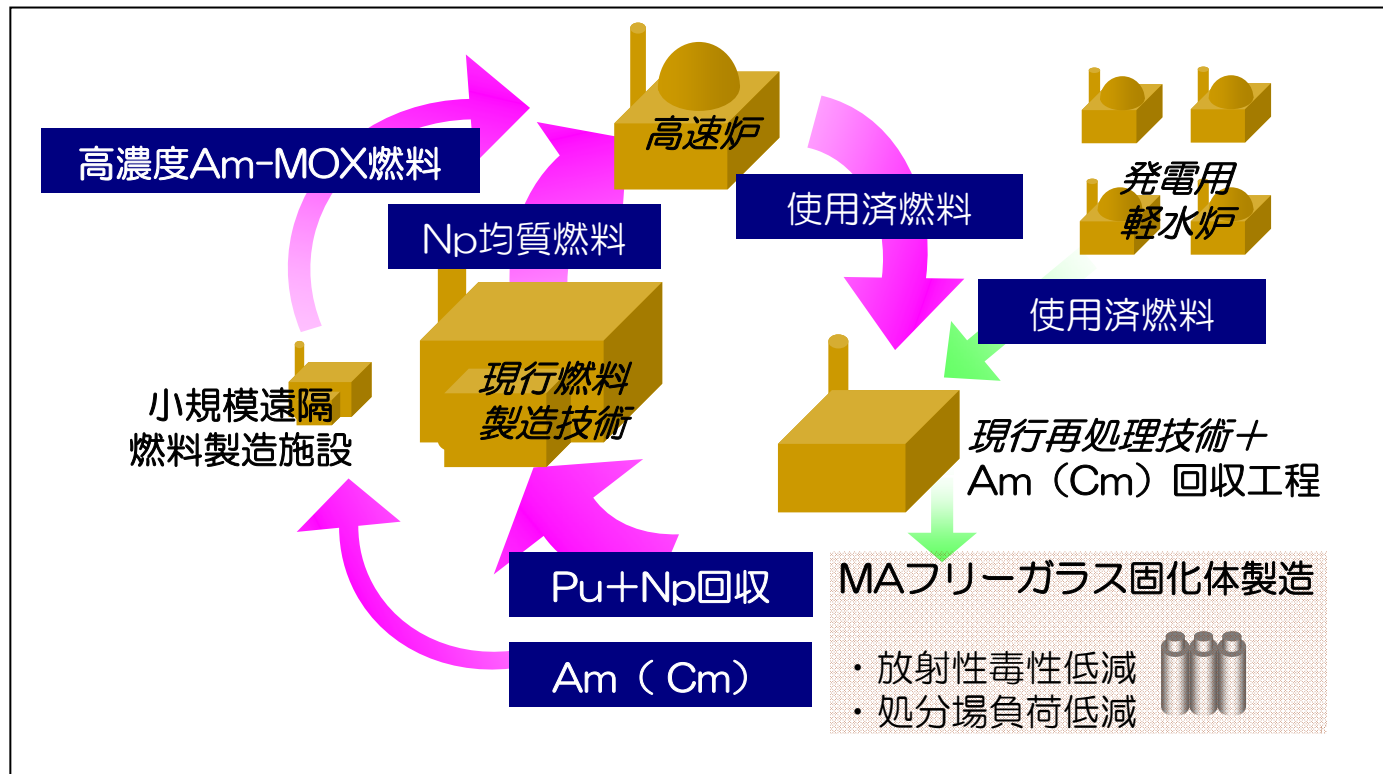 高速炉
高濃度Am-MOX燃料
使用済燃料
発電用
軽水炉
Np均質燃料
使用済燃料
現行燃料
製造技術
小規模遠隔
燃料製造施設
現行再処理技術＋
Am（Cm）回収工程
Pu＋Np回収
MAフリーガラス固化体製造
Am（Cm）
・放射性毒性低減
・処分場負荷低減